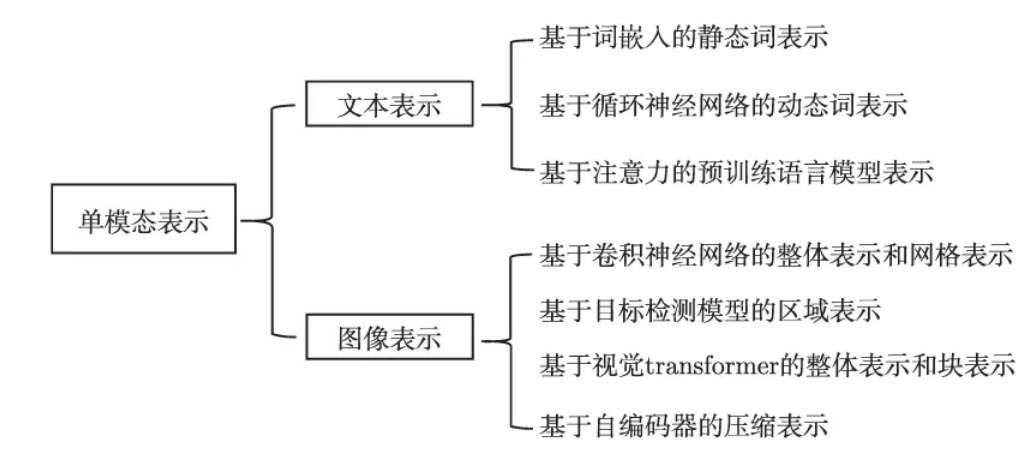 单模态表示
文本表示
基于词嵌入的静态词表示
基于循环神经网络的动态词表示
基于注意力的预训练语言模型表示
图像表示
基于卷积神经网络的整体表示和网格表示
基于目标检测模型的区域表示
基于视觉transformer的整体表示和块表示
基于自编码器的压缩表示